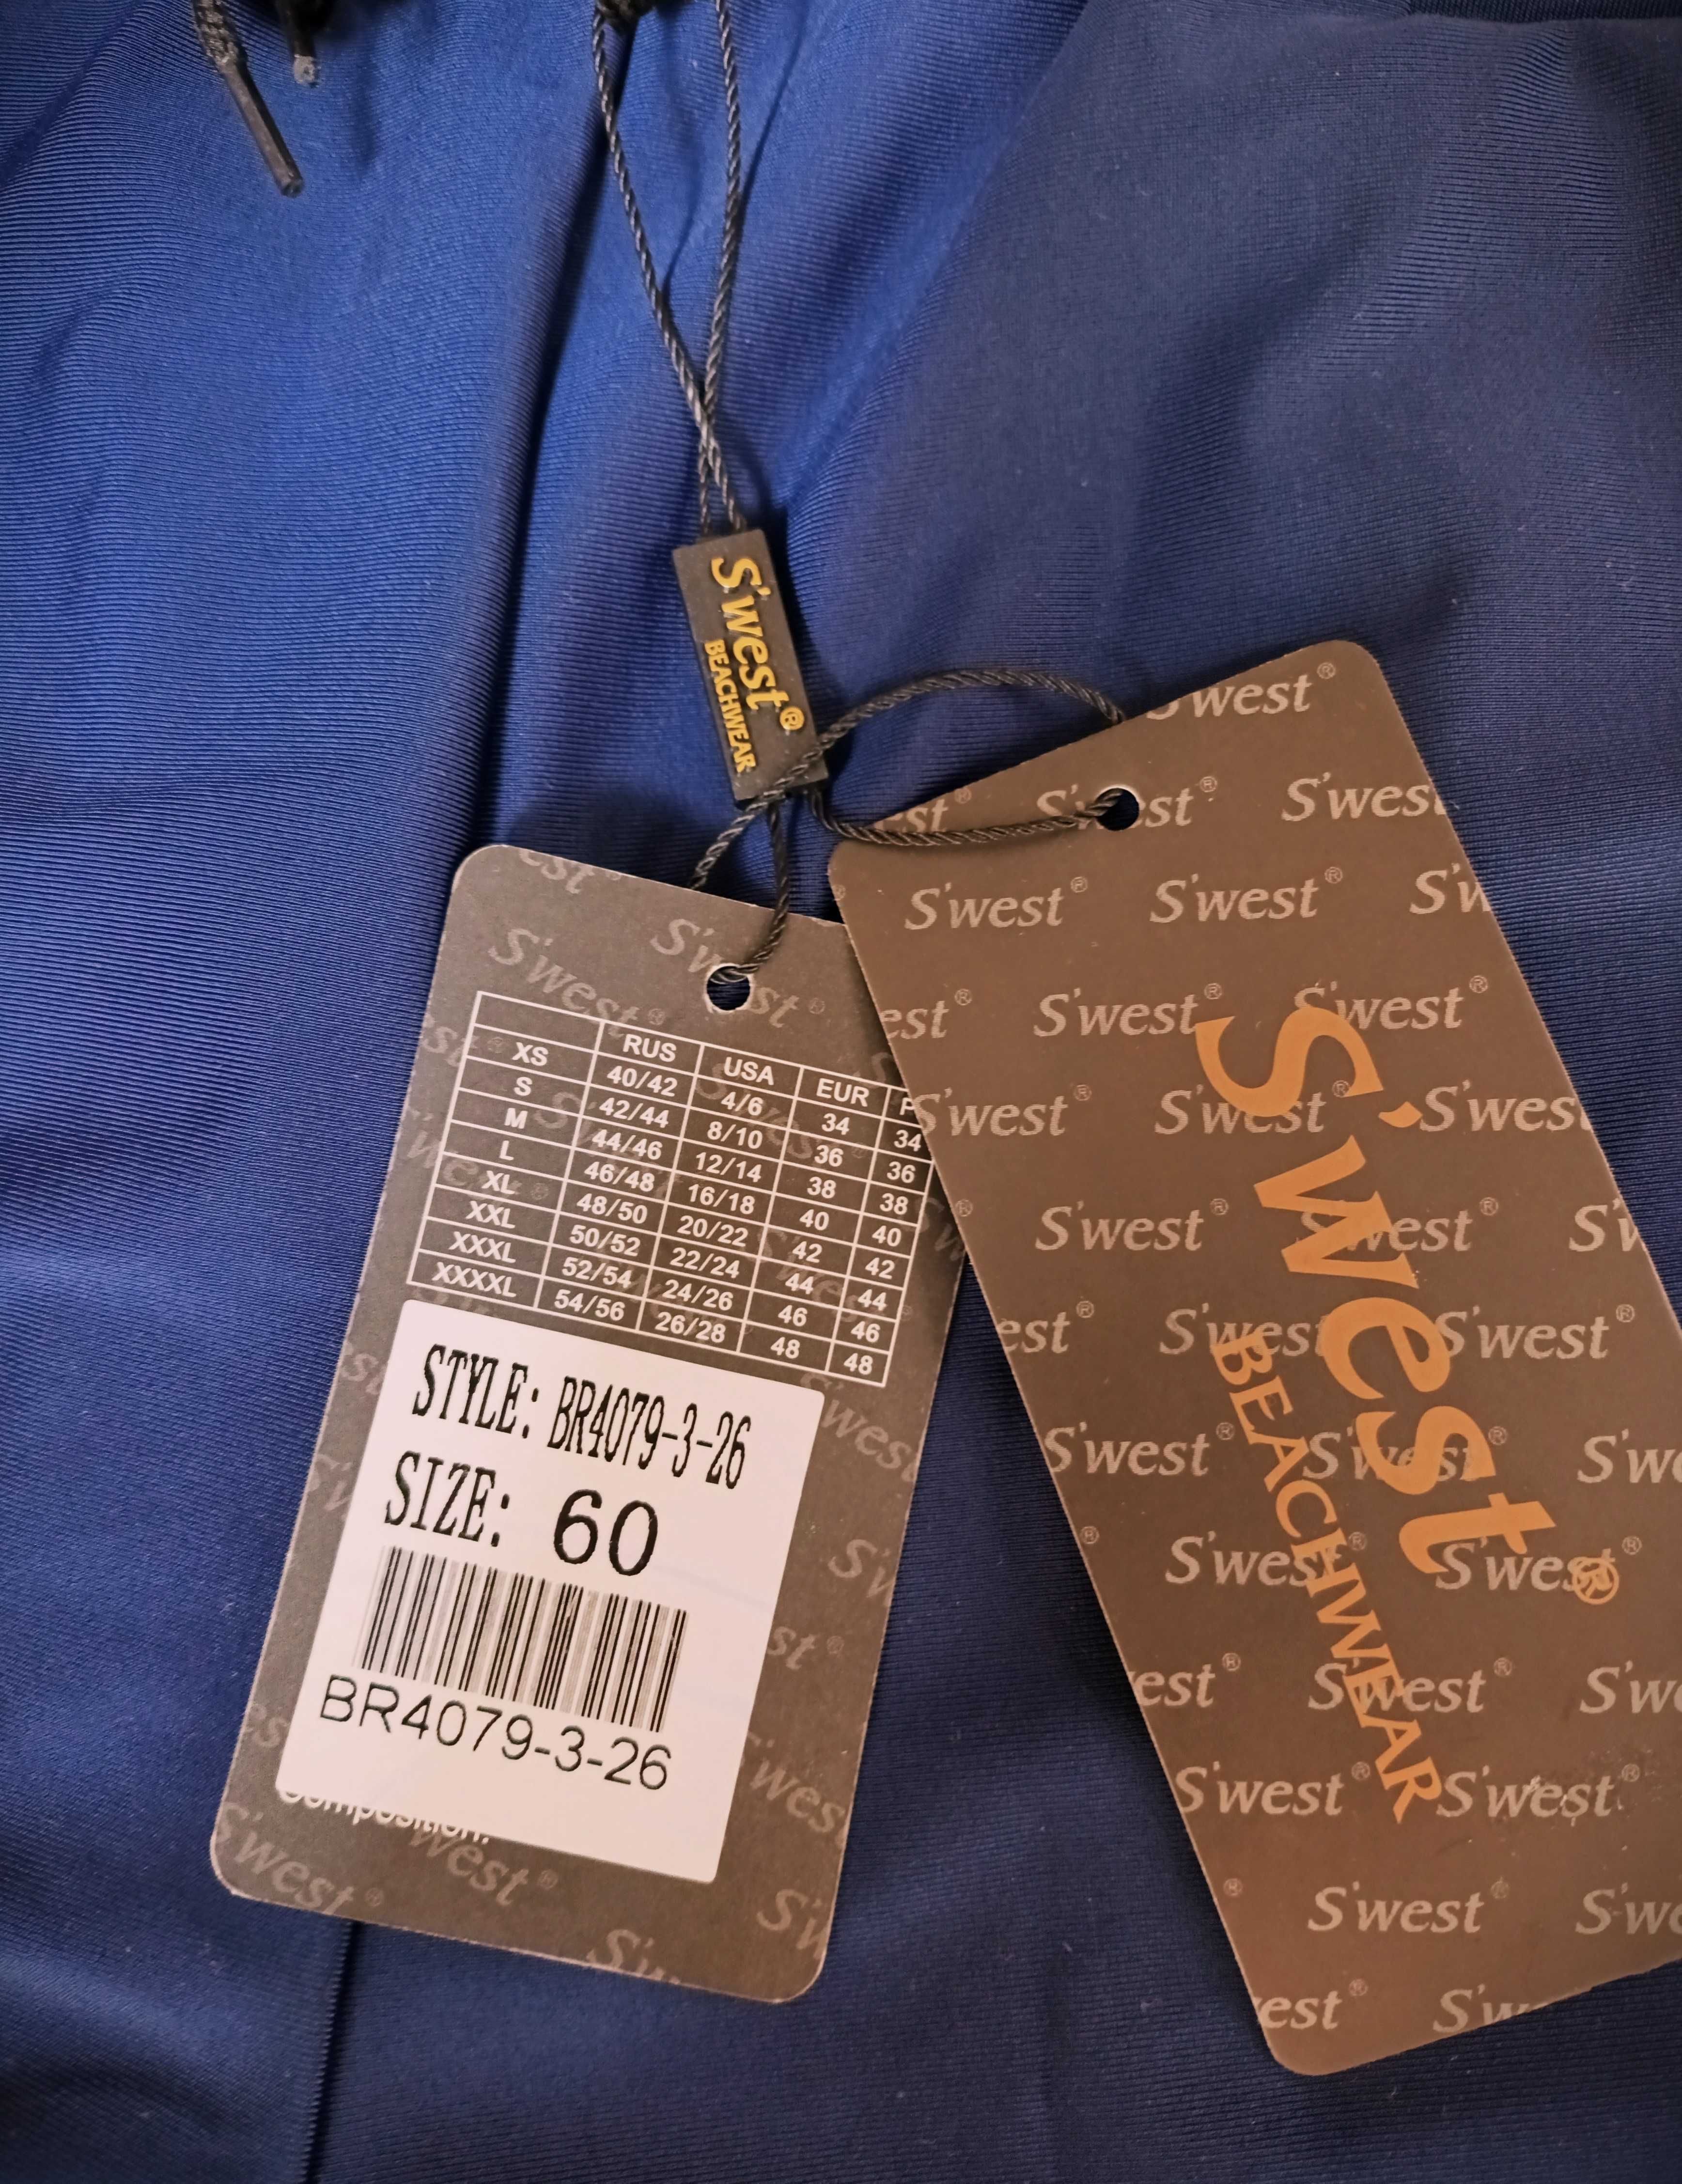 S'west®
BEACHWEAR
RUS USA EUR F
XS 40/42 4/6 34 34
S 42/44 8/10 36 36
M 44/46 12/14 38 38
L 46/48 16/18 40 40
XL 48/50 20/22 42 42
XXL 50/52 22/24 44 44
XXXL 52/54 24/26 46 46
XXXXL 54/56 26/28 48 48
STYLE: BR4079-3-26
SIZE: 60
BR4079-3-26
Composition:
S'west®
BEACHWEAR